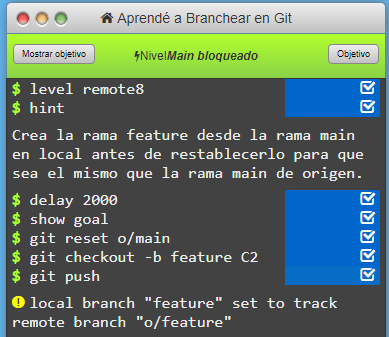 Aprendé a Branchear en Git
Mostrar objetivo
NivelMain bloqueado
Objetivo
$ level remote8
$ hint
Crea la rama feature desde la rama main
en local antes de restablecerlo para que
sea el mismo que la rama main de origen.
$ delay 2000
$ show goal
$ git reset o/main
$ git checkout -b feature C2
$ git push
local branch "feature" set to track
remote branch "o/feature"